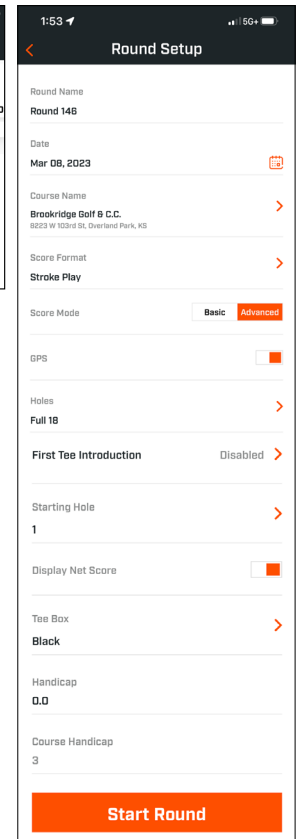 1:53
5G+
Round Setup
Round Name
Round 146
Date
Mar 08, 2023
Course Name
Brookridge Golf & C.C.
8223 W 103rd St, Overland Park, KS
Score Format
Stroke Play
Score Mode
Basic Advanced
GPS
Holes
Full 18
First Tee Introduction Disabled
Starting Hole
1
Display Net Score
Tee Box
Black
Handicap
0.0
Course Handicap
3
Start Round